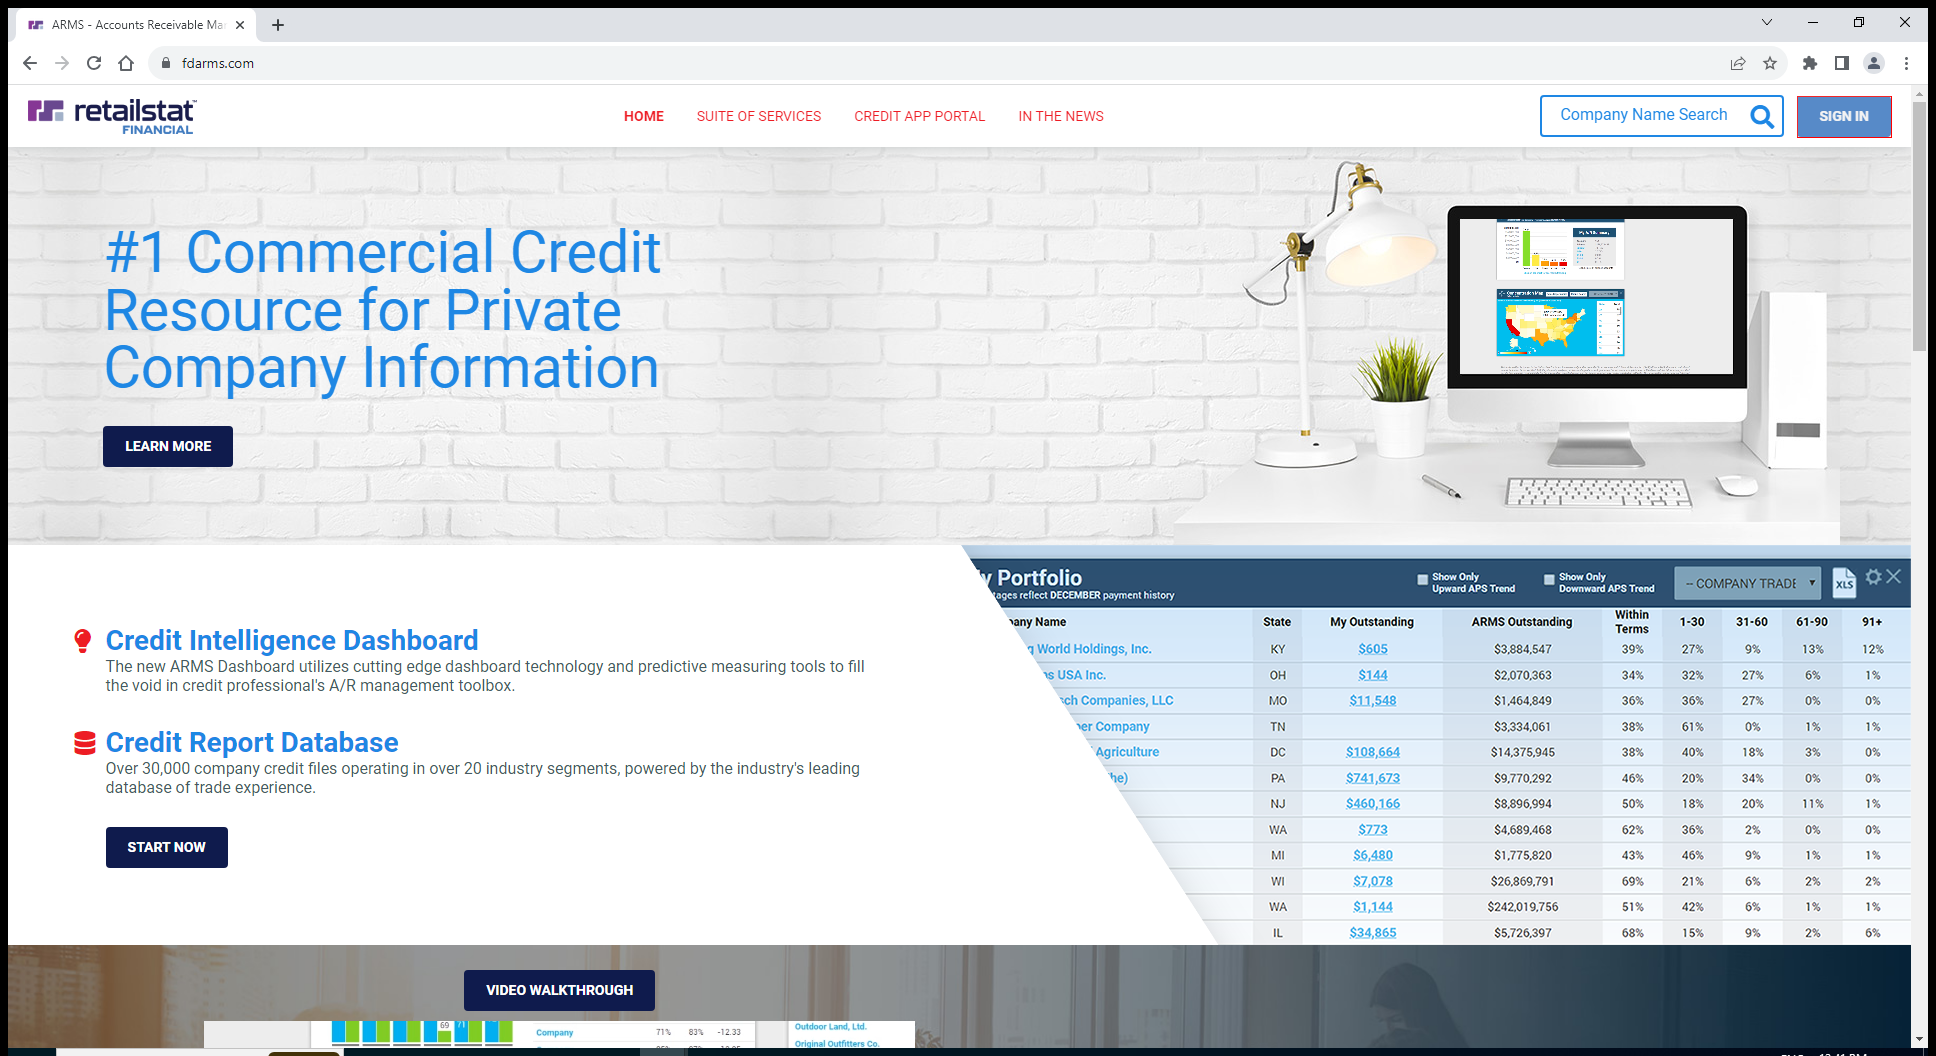 ARMS - Accounts Receivable Ma
fdarms.com
retailstat
FINANCIAL
HOME
SUITE OF SERVICES
CREDIT APP PORTAL
IN THE NEWS
Company Name Search
SIGN IN
#1 Commercial Credit
Resource for Private
Company Information
LEARN MORE
Credit Intelligence Dashboard
The new ARMS Dashboard utilizes cutting edge dashboard technology and predictive measuring tools to fill
the void in credit professional's A/R management toolbox.
Credit Report Database
Over 30,000 company credit files operating in over 20 industry segments, powered by the industry's leading
database of trade experience.
START NOW
y Portfolio
tages reflect DECEMBER payment history
Show Only
Upward APS Trend
Show Only
Downward APS Trend
-- COMPANY TRADE
XLS
pany Name State My Outstanding ARMS Outstanding Within Terms 1-30 31-60 61-90 91+
g World Holdings, Inc. KY $605 $3,884,547 39% 27% 9% 13% 12%
os USA Inc. OH $144 $2,070,363 34% 32% 27% 6% 1%
sch Companies, LLC MO $11,548 $1,464,849 36% 36% 27% 0% 0%
per Company TN $3,334,061 38% 61% 0% 1% 1%
Agriculture DC $108,664 $14,375,945 38% 40% 18% 3% 0%
he) PA $741,673 $9,770,292 46% 20% 34% 0% 0%
NJ $460,166 $8,896,994 50% 18% 20% 11% 1%
WA $773 $4,689,468 62% 36% 2% 0% 0%
MI $6,480 $1,775,820 43% 46% 9% 1% 1%
WI $7,078 $26,869,791 69% 21% 6% 2% 2%
WA $1,144 $242,019,756 51% 42% 6% 1% 1%
IL $34,865 $5,726,397 68% 15% 9% 2% 6%
VIDEO WALKTHROUGH
69 71
Company 71% 83% -12.33
Outdoor Land, Ltd.
Original Outfitters Co.